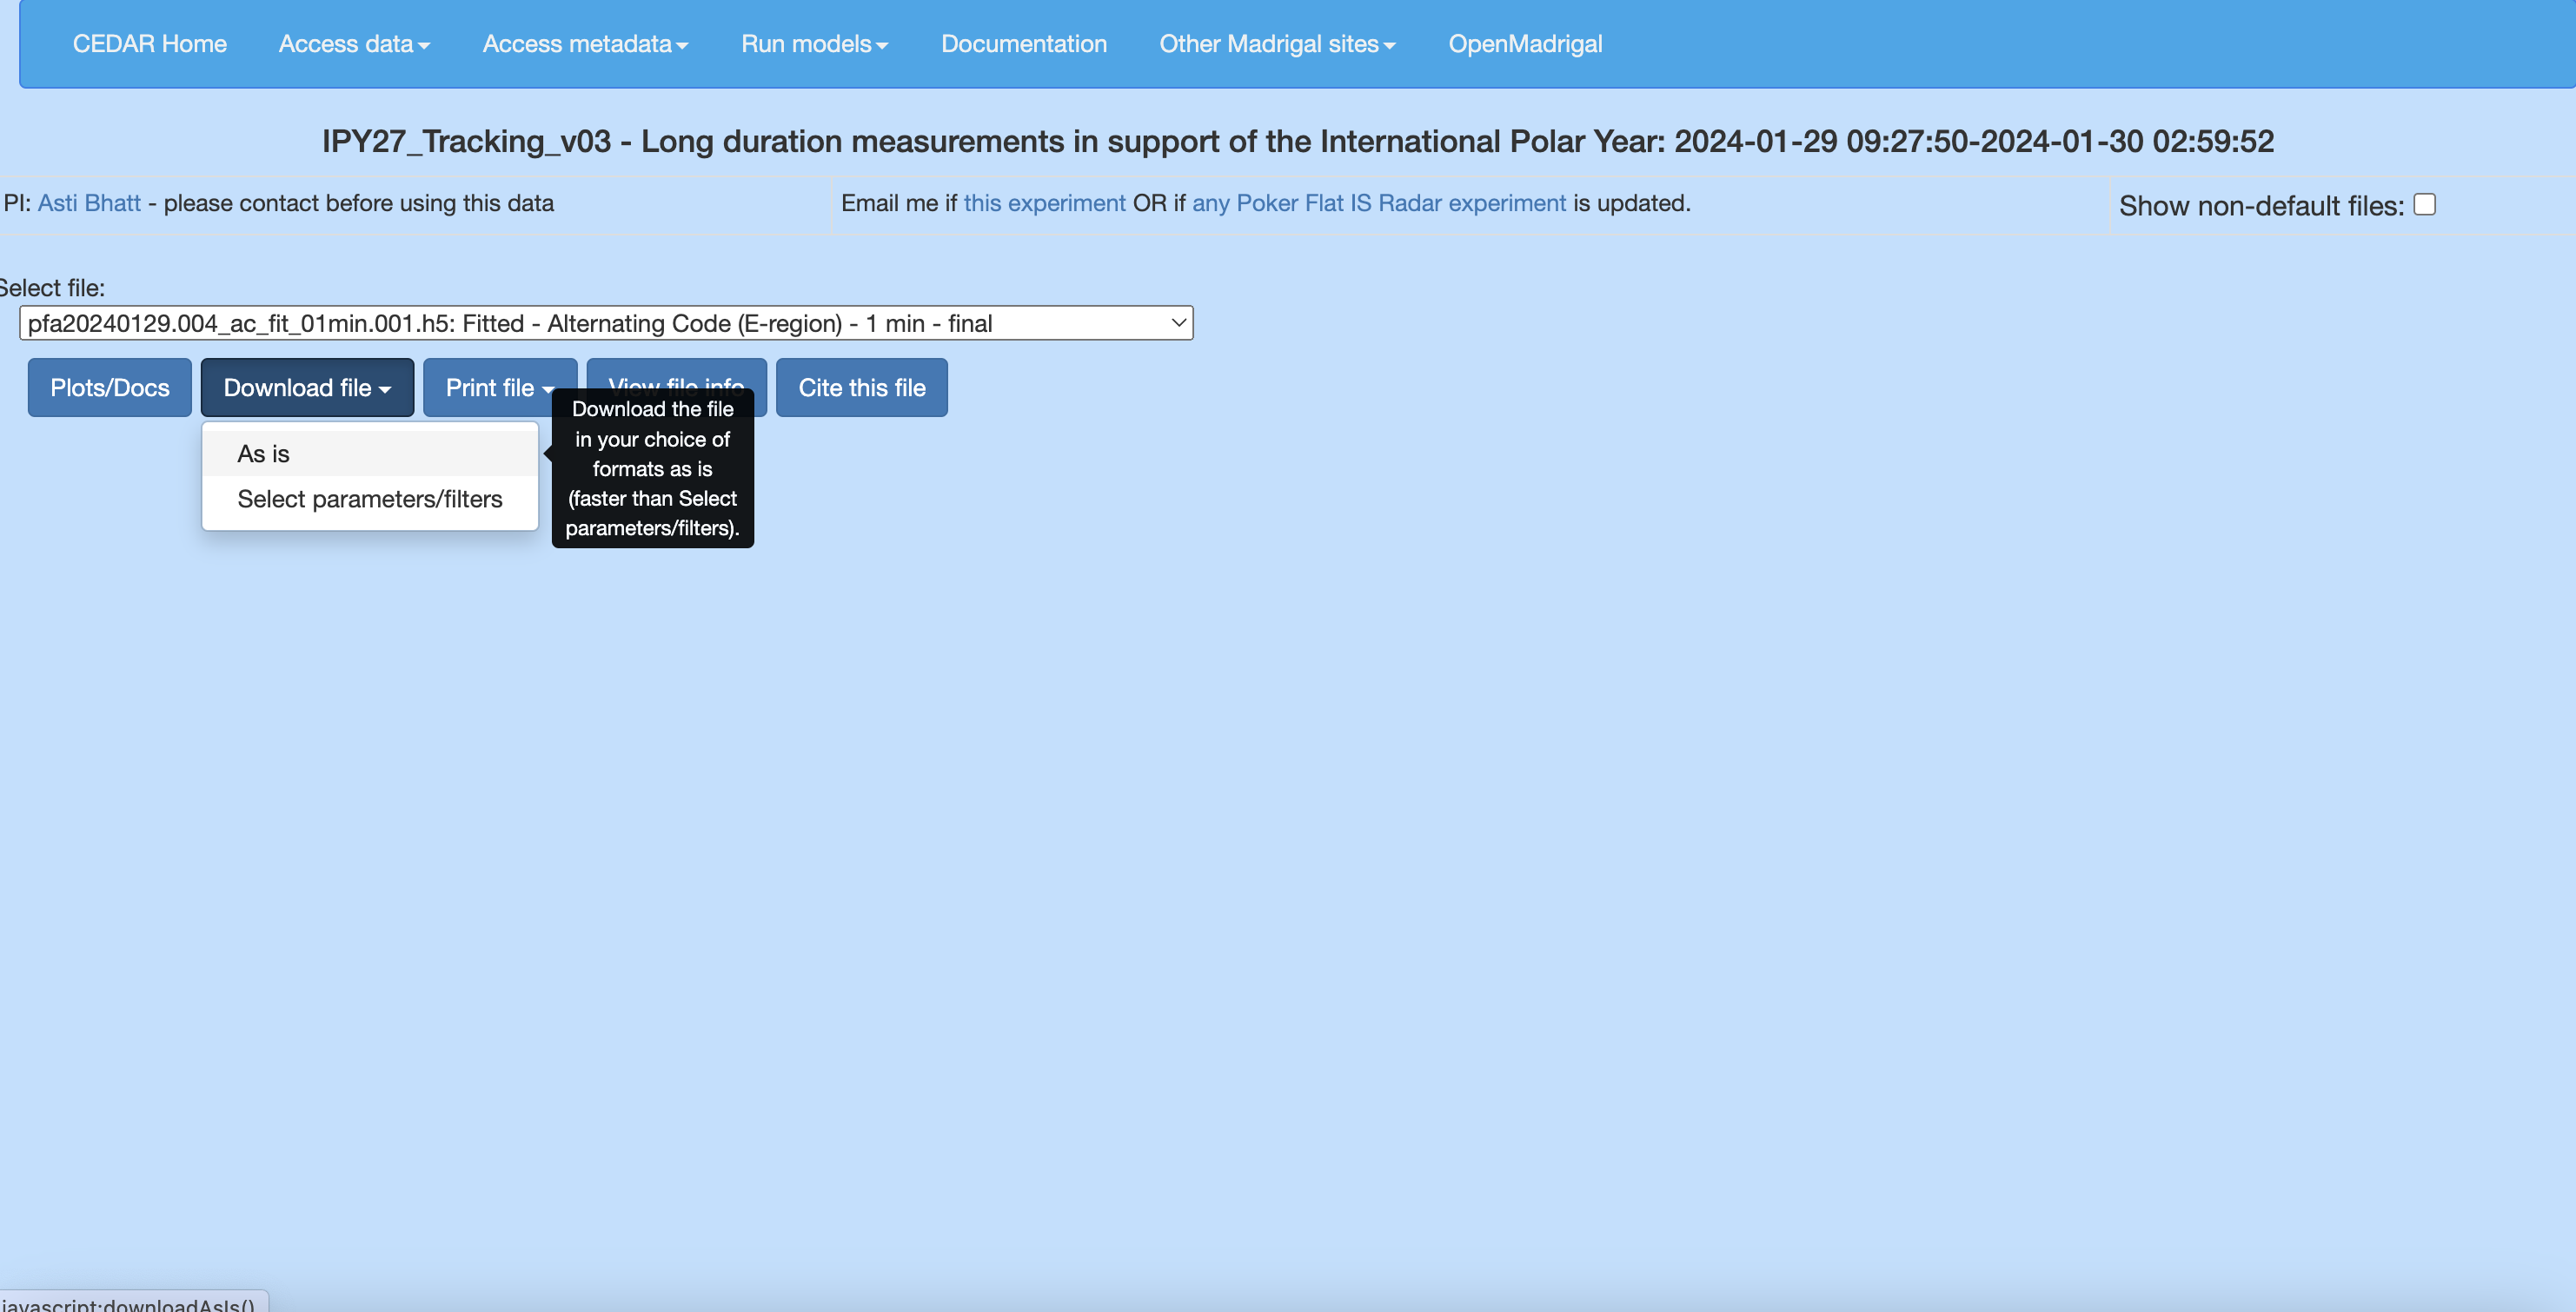 CEDAR Home Access data Access metadata Run models Documentation Other Madrigal sites OpenMadrigal
IPY27_Tracking_v03 - Long duration measurements in support of the International Polar Year: 2024-01-29 09:27:50-2024-01-30 02:59:52
PI: Asti Bhatt - please contact before using this data
Email me if this experiment OR if any Poker Flat IS Radar experiment is updated.
Show non-default files:
Select file:
pfa20240129.004_ac_fit_01min.001.h5: Fitted - Alternating Code (E-region) - 1 min - final
Plots/Docs Download file Print file View file info Cite this file
As is
Select parameters/filters
Download the file
in your choice of
formats as is
(faster than Select
parameters/filters).
javascript:downloadAsIs()